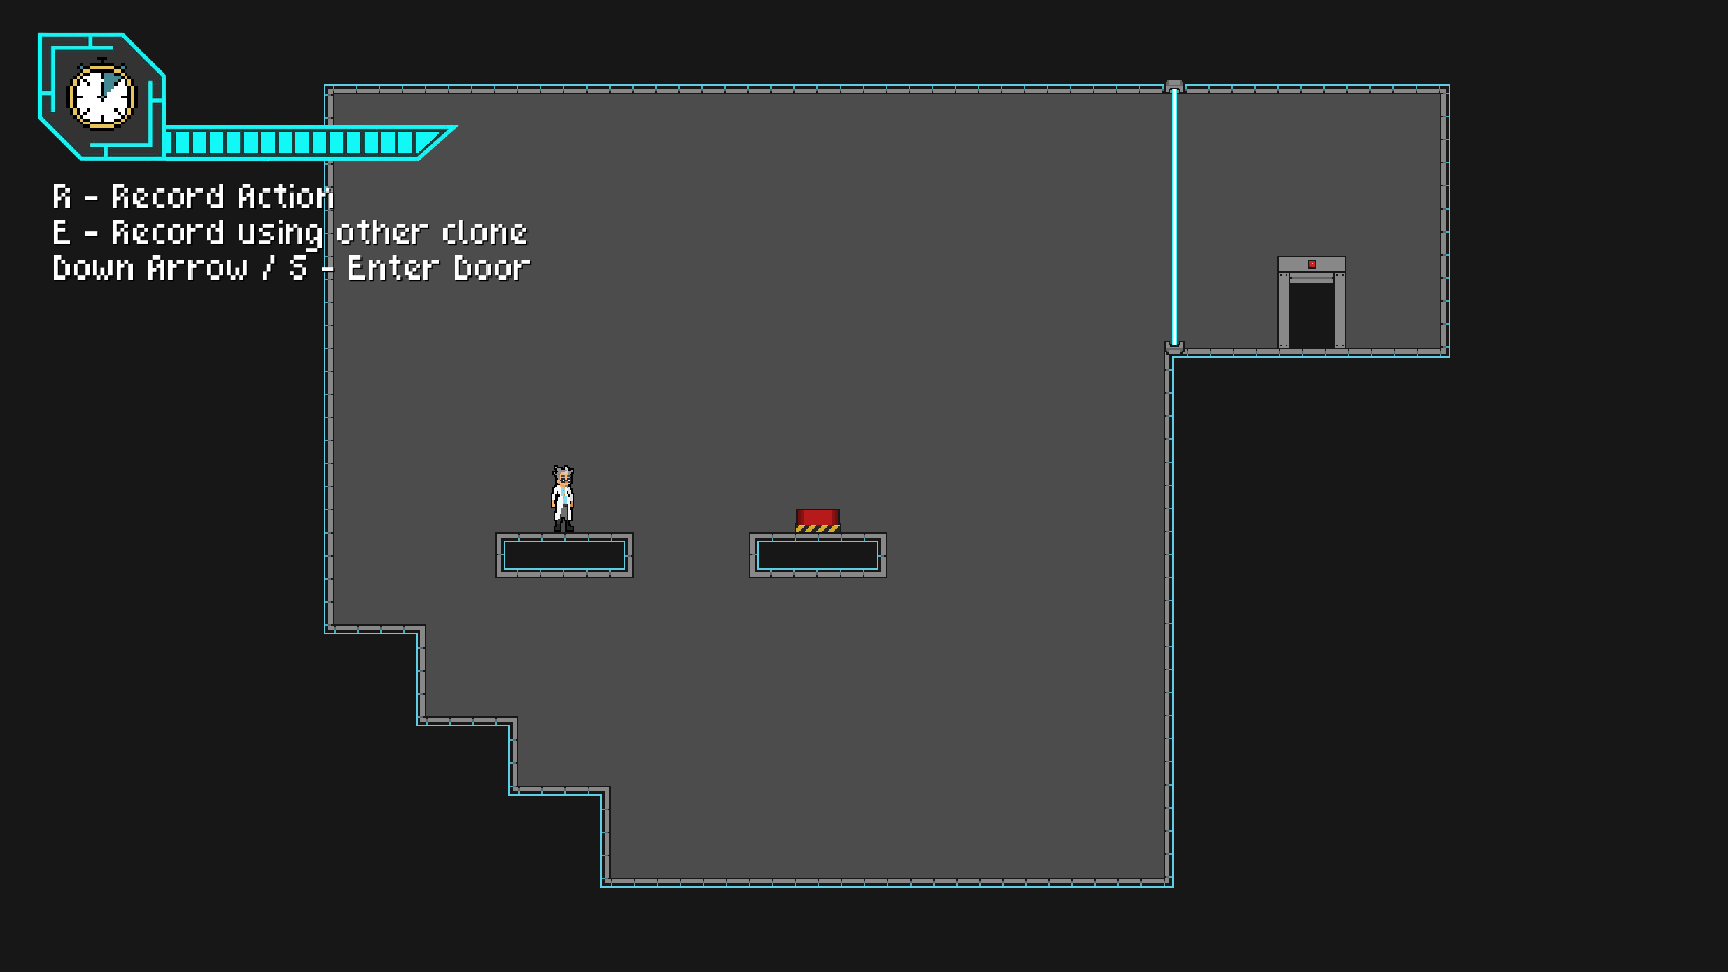 R - Record Action
E - Record using other clone
Down Arrow / S - Enter Door